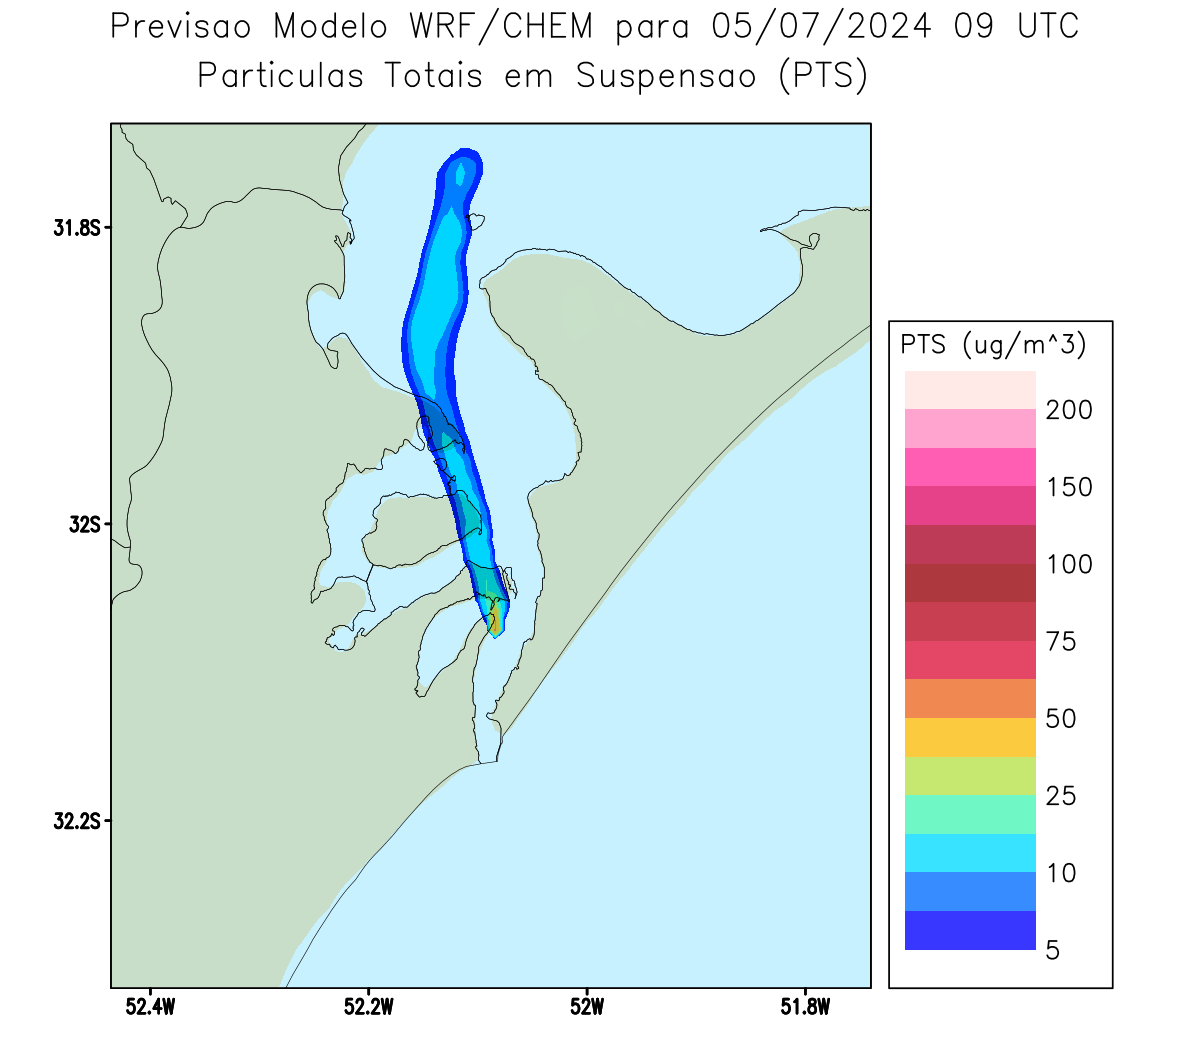 Previsao Modelo WRF/CHEM para 05/07/2024 09 UTC
Particulas Totais em Suspensao (PTS)
31.8S
32S
32.2S
52.4W
52.2W
52W
51.8W
PTS (ug/m^3)
200
150
100
75
50
25
10
5